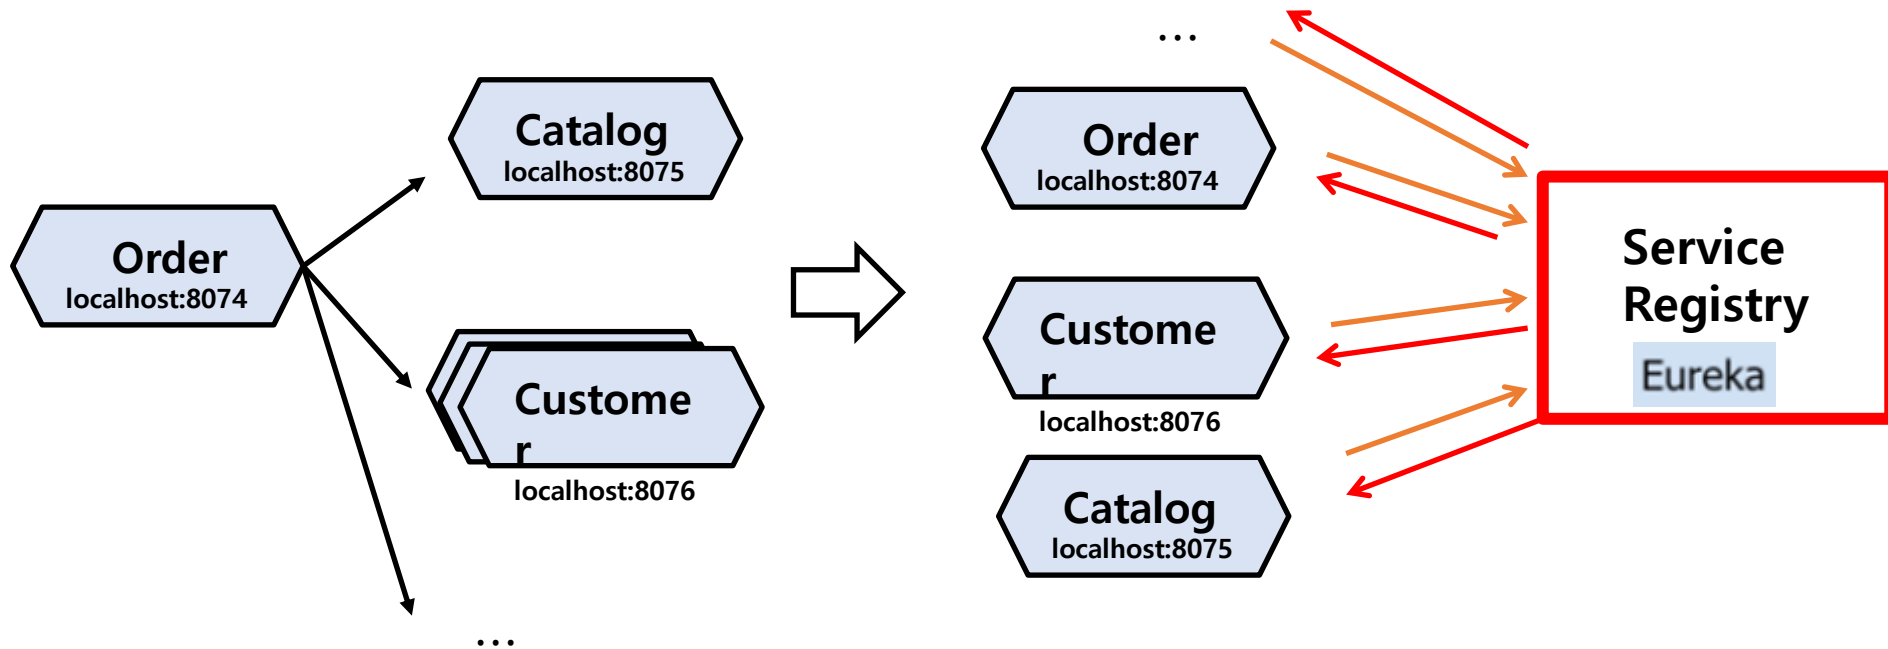 Catalog
localhost:8075
Order
localhost:8074
Custome
r
localhost:8076
…
…
Order
localhost:8074
Custome
r
localhost:8076
Catalog
localhost:8075
Service
Registry
Eureka